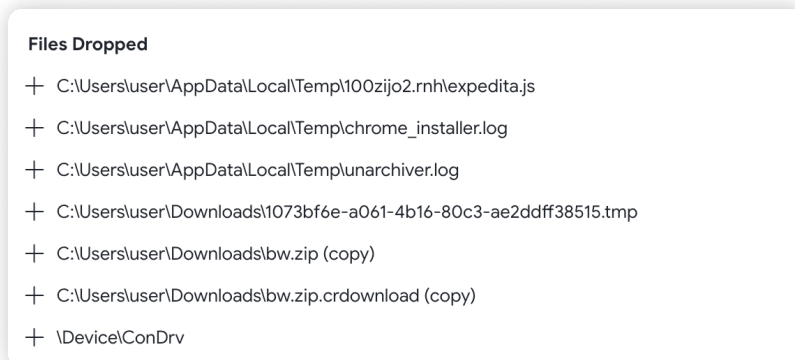 Files Dropped
+ C:\Users\user\AppData\Local\Temp\100zijo2.rnh\expedita.js
+ C:\Users\user\AppData\Local\Temp\chrome_installer.log
+ C:\Users\user\AppData\Local\Temp\unarchiver.log
+ C:\Users\user\Downloads\1073bf6e-a061-4b16-80c3-ae2ddff38515.tmp
+ C:\Users\user\Downloads\bw.zip (copy)
+ C:\Users\user\Downloads\bw.zip.crdownload (copy)
+ \Device\ConDrv